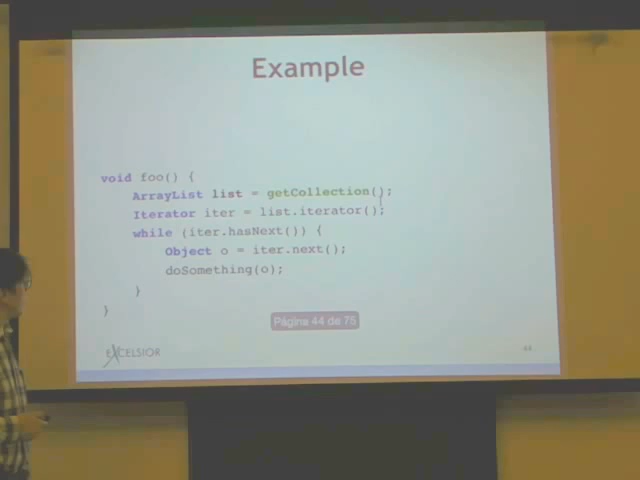 Example
void foo() {
ArrayList list = getCollection();
Iterator iter = list.iterator();
while (iter.hasNext()) {
Object o = iter.next();
doSomething(o);
}
}
Página 44 de 75
EXCELSIOR
44